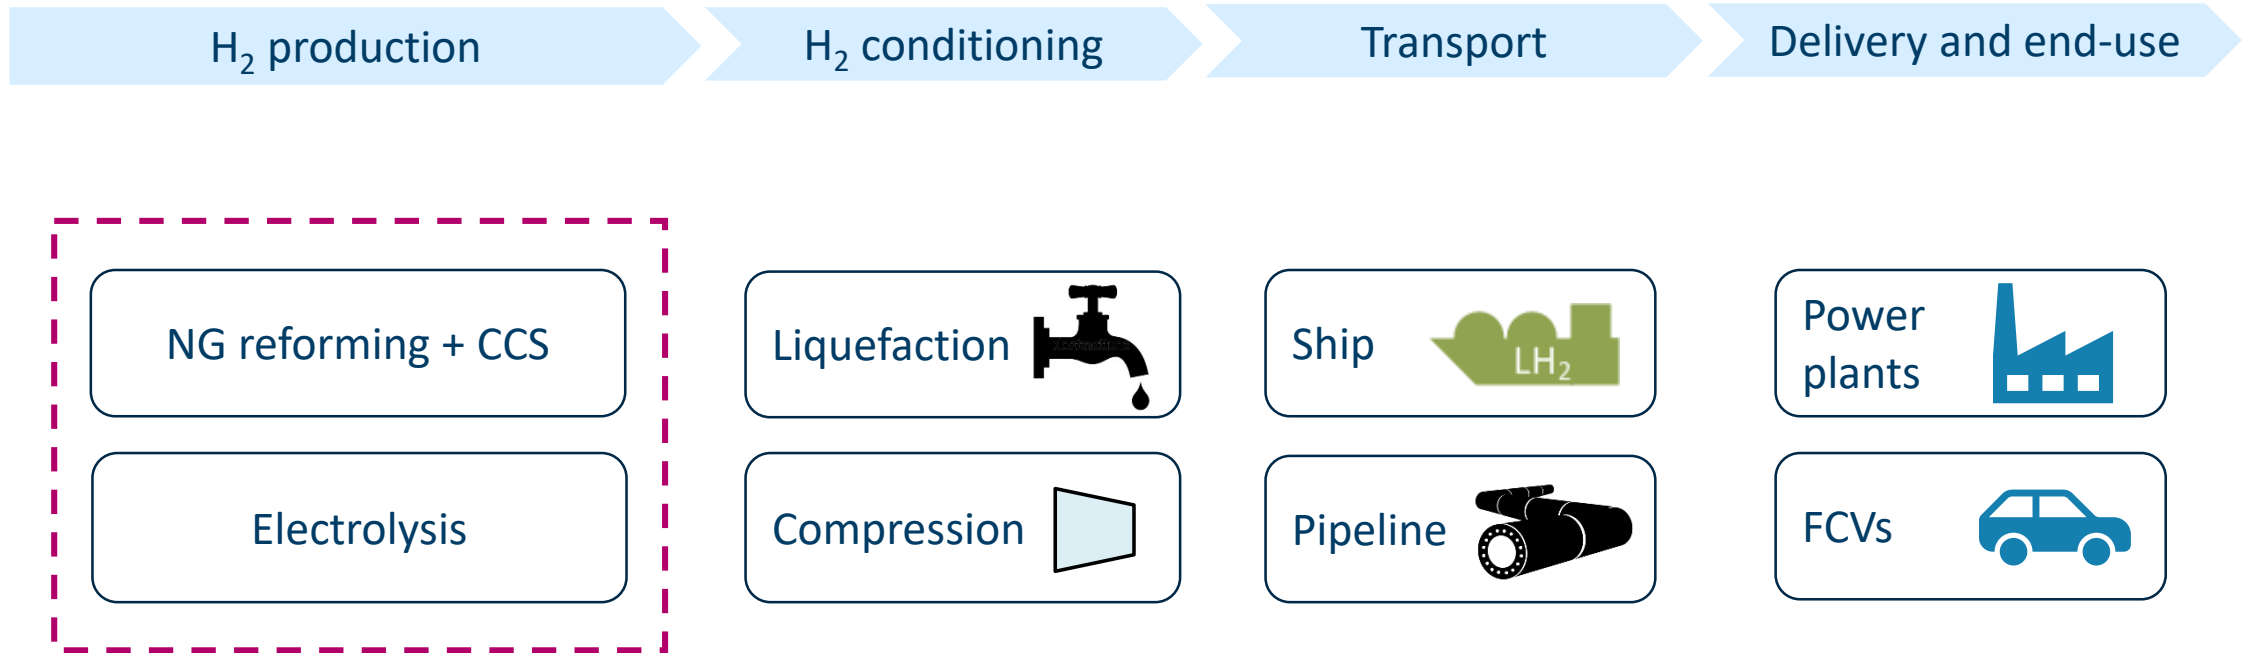 H₂ production
H₂ conditioning
Transport
Delivery and end-use
NG reforming + CCS
Electrolysis
Liquefaction
Compression
Ship
LH₂
Pipeline
Power
plants
FCVs